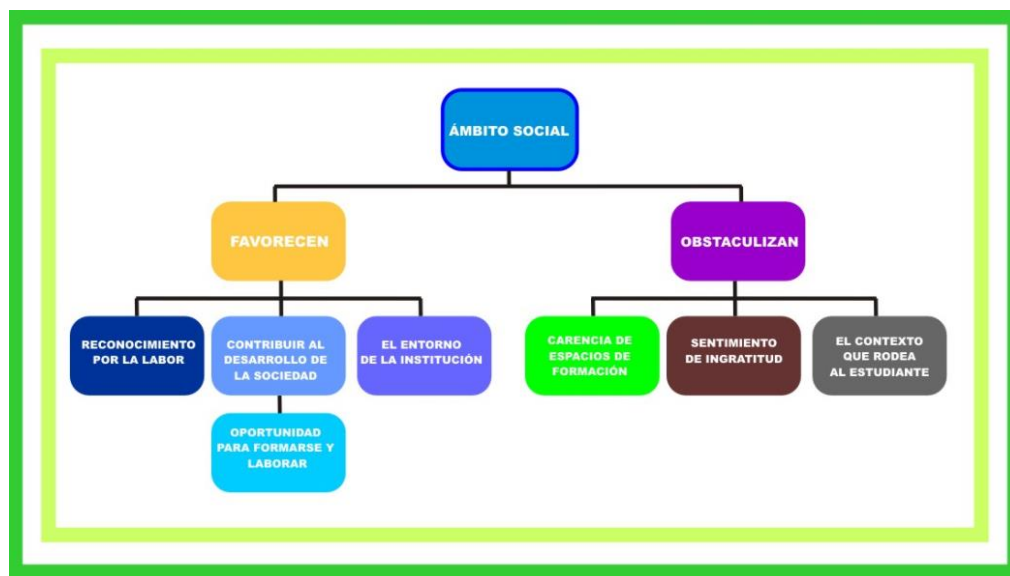 ÁMBITO SOCIAL
FAVORECEN
OBSTACULIZAN
RECONOCIMIENTO
POR LA LABOR
CONTRIBUIR AL
DESARROLLO DE
LA SOCIEDAD
EL ENTORNO
DE LA INSTITUCIÓN
CARENCIA DE
ESPACIOS DE
FORMACIÓN
SENTIMIENTO
DE INGRATITUD
EL CONTEXTO
QUE RODEA
AL ESTUDIANTE
OPORTUNIDAD
PARA FORMARSE Y
LABORAR